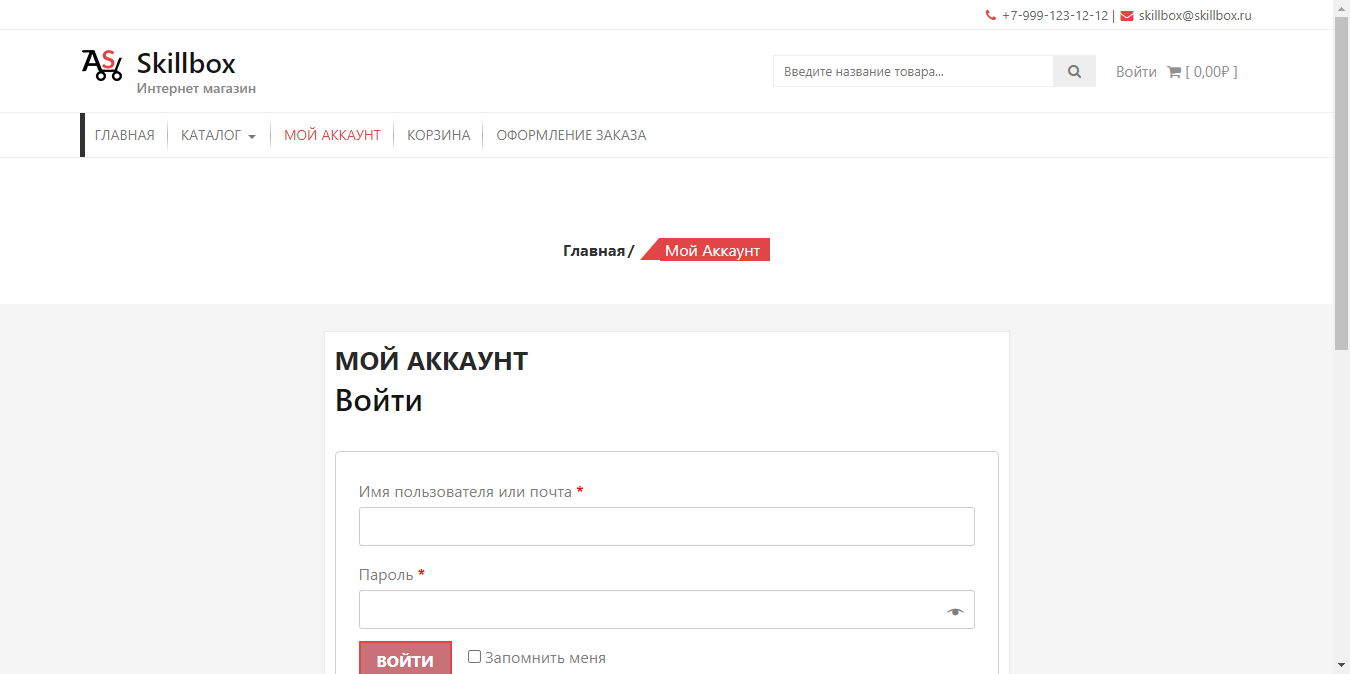 +7-999-123-12-12 | skillbox@skillbox.ru
AS Skillbox
Интернет магазин
Введите название товара...
Войти [ 0,00₽ ]
ГЛАВНАЯ КАТАЛОГ МОЙ АККАУНТ КОРЗИНА ОФОРМЛЕНИЕ ЗАКАЗА
Главная / Мой Аккаунт
МОЙ АККАУНТ
Войти
Имя пользователя или почта *
Пароль *
ВОЙТИ Запомнить меня